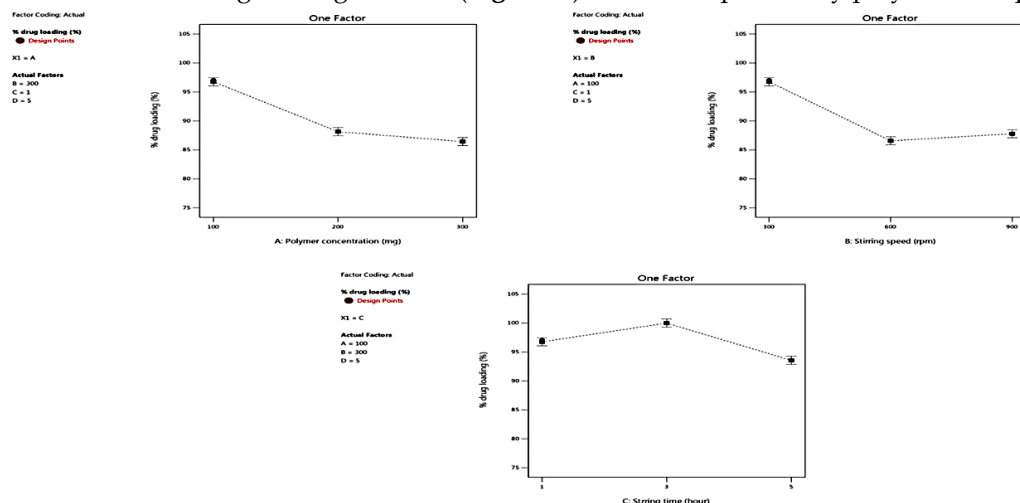 One Factor
Factor Coding: Actual
% drug loading (%)
Design Points
X1 = A
Actual Factors
B = 300
C = 1
D = 5
% drug loading (%)
105
100
95
90
85
80
75
100
200
300
A: Polymer concentration (mg)
One Factor
Factor Coding: Actual
% drug loading (%)
Design Points
X1 = B
Actual Factors
A = 100
C = 1
D = 5
% drug loading (%)
105
100
95
90
85
80
75
300
600
900
B: Stirring speed (rpm)
One Factor
Factor Coding: Actual
% drug loading (%)
Design Points
X1 = C
Actual Factors
A = 100
B = 300
D = 5
% drug loading (%)
105
100
95
90
85
80
75
1
3
5
C: Strring time (hour)